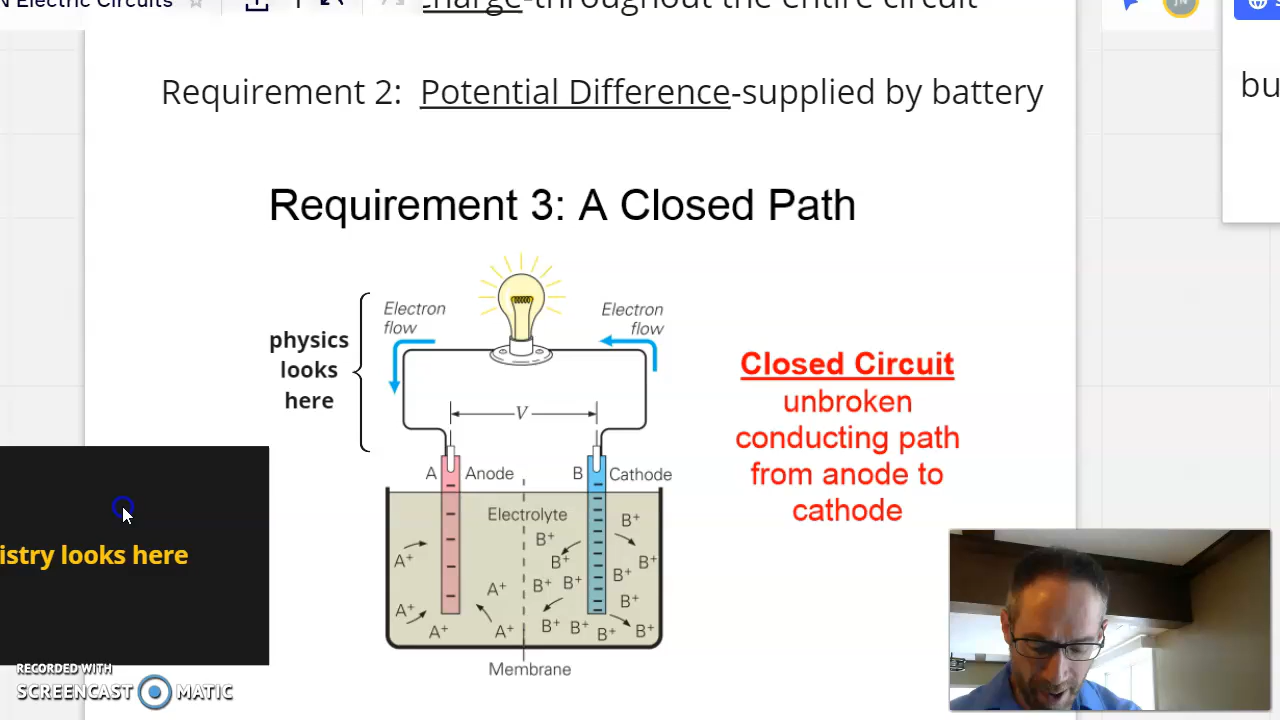 N Electric Circuits
charge-throughout the entire circuit
JN
Requirement 2: Potential Difference-supplied by battery
bu
Requirement 3: A Closed Path
Electron
flow
Electron
flow
physics
looks
here
V
Closed Circuit
unbroken
conducting path
from anode to
cathode
A Anode B Cathode
Electrolyte
A+
A+
A+
A+
A+
B+
B+
B+
B+
B+
B+
B+
B+
B+
B+
B+
B+
B+
Membrane
istry looks here
RECORDED WITH
SCREENCAST MATIC